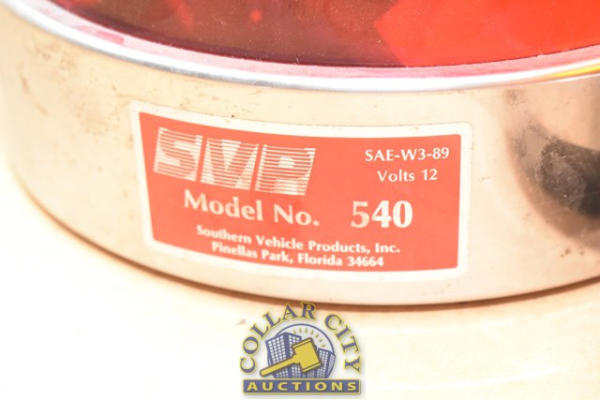 SVP
SAE-W3-89
Volts 12
Model No. 540
Southern Vehicle Products, Inc.
Pinellas Park, Florida 34664
COLLAR CITY
AUCTIONS